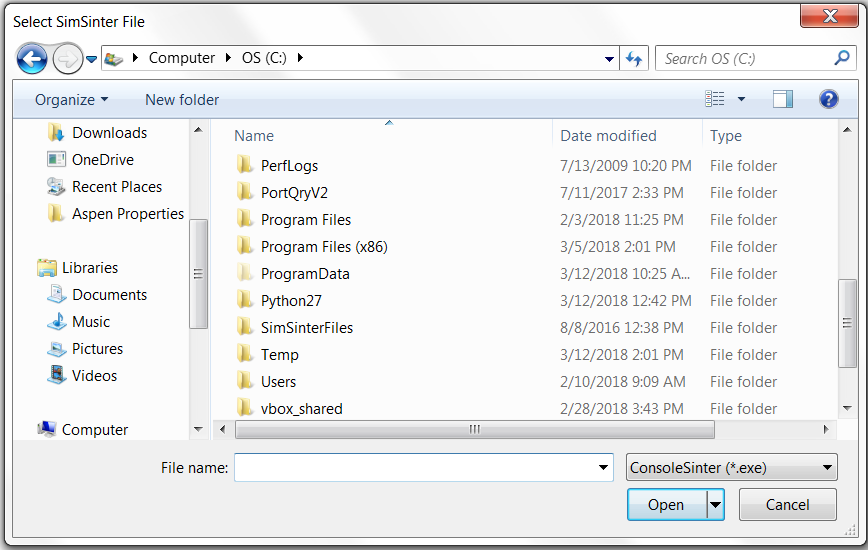 Select SimSinter File
Computer OS (C:) Search OS (C:)
Organize New folder
Downloads
OneDrive
Recent Places
Aspen Properties
Libraries
Documents
Music
Pictures
Videos
Computer
Name Date modified Type
PerfLogs 7/13/2009 10:20 PM File folder
PortQryV2 7/11/2017 2:33 PM File folder
Program Files 2/3/2018 11:25 PM File folder
Program Files (x86) 3/5/2018 2:01 PM File folder
ProgramData 3/12/2018 10:25 A... File folder
Python27 3/12/2018 12:42 PM File folder
SimSinterFiles 8/8/2016 12:38 PM File folder
Temp 3/12/2018 2:01 PM File folder
Users 2/10/2018 9:09 AM File folder
vbox_shared 2/28/2018 3:43 PM File folder
File name: ConsoleSinter (*.exe)
Open Cancel